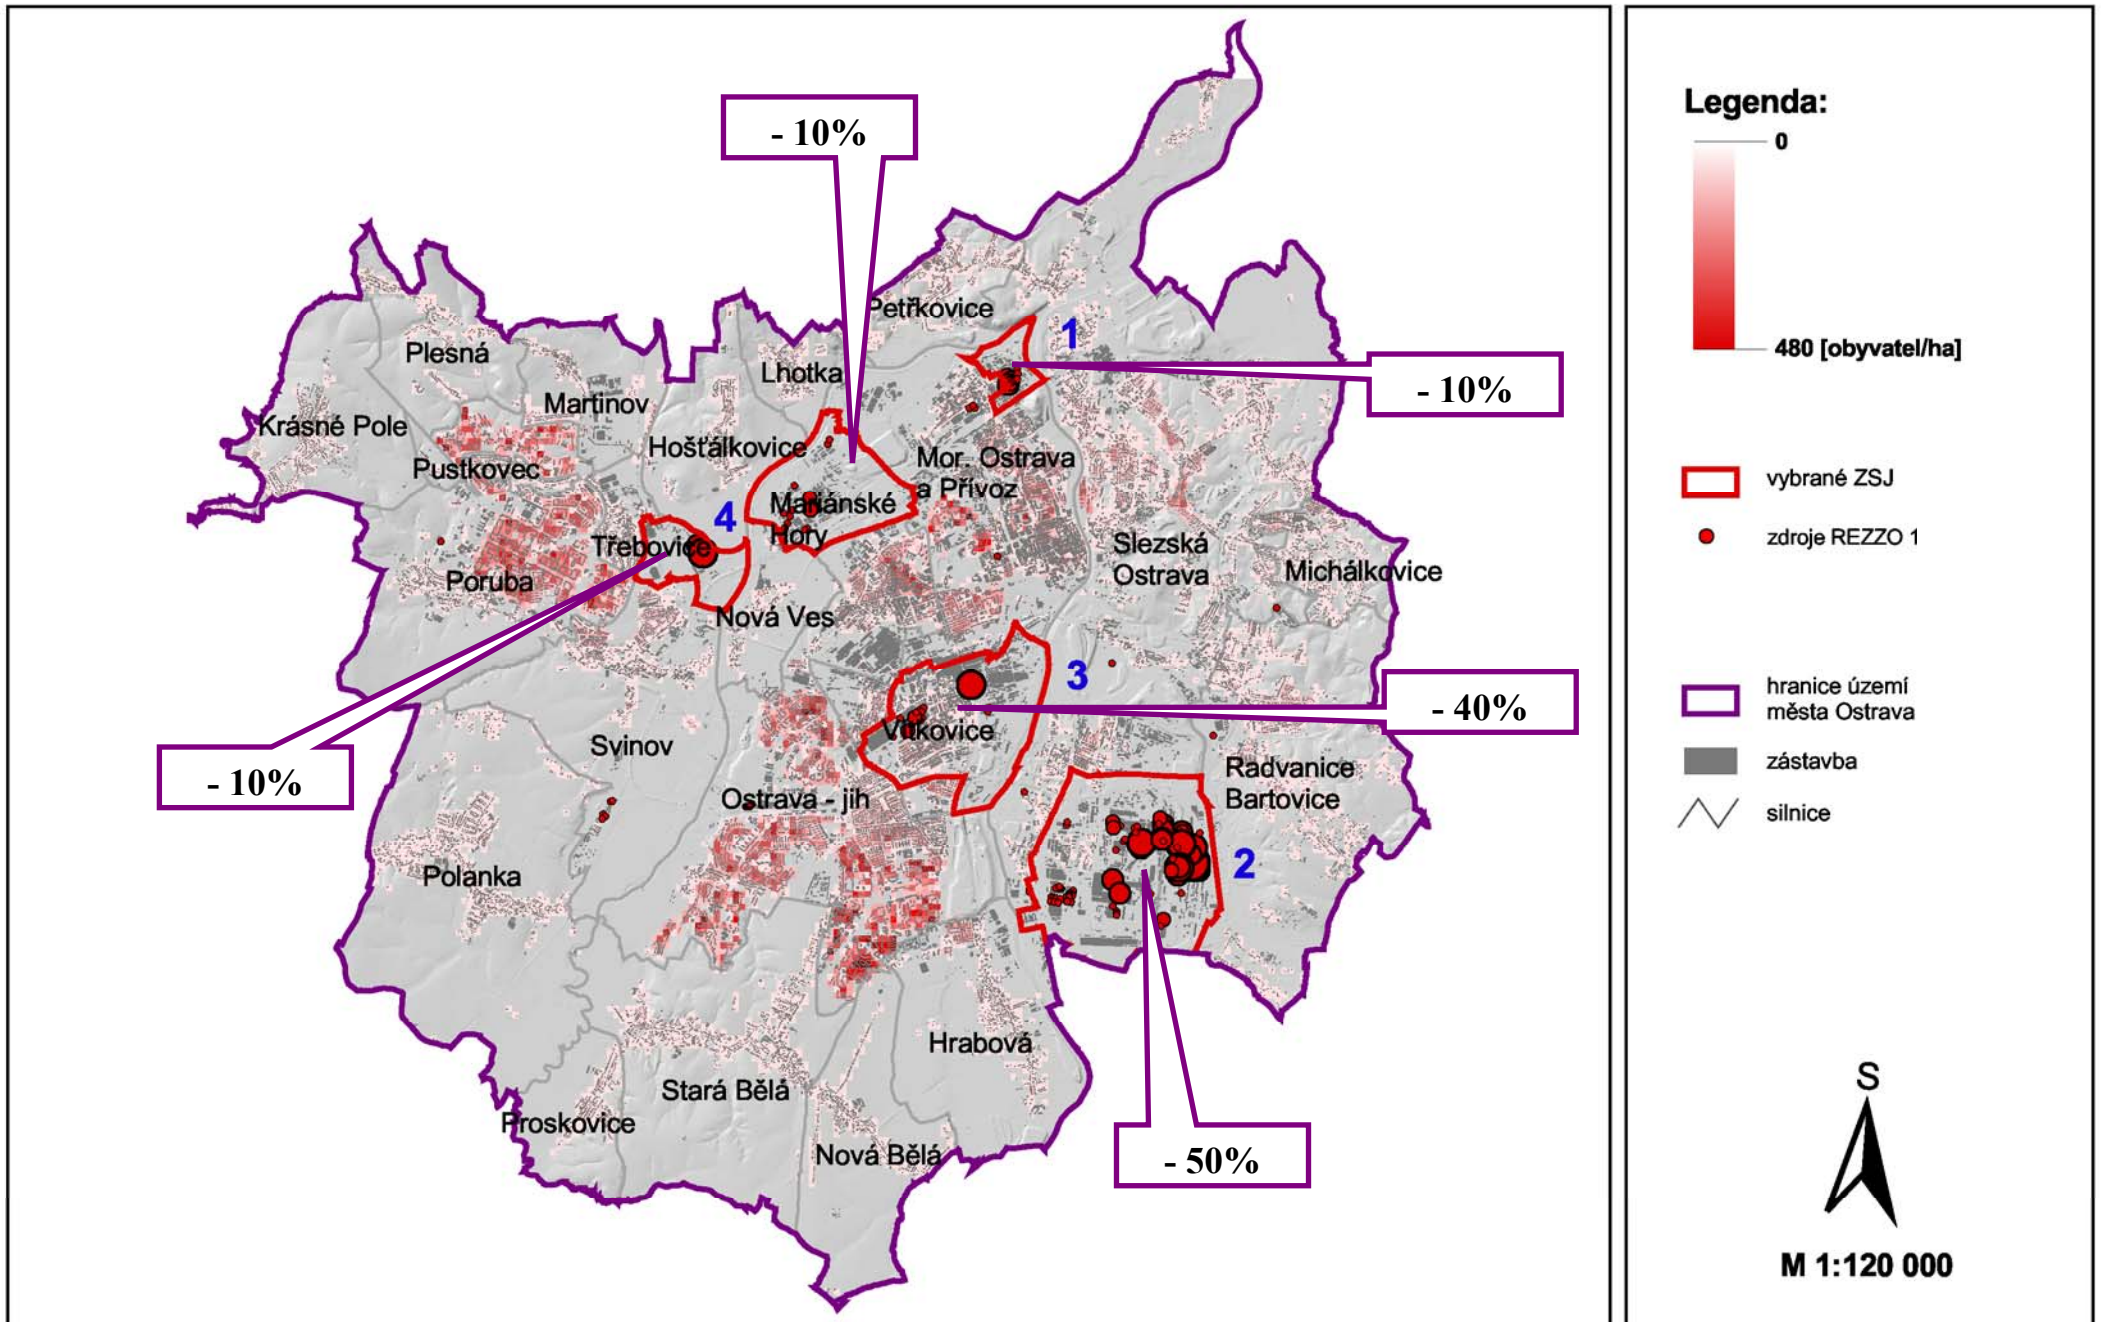 - 10%
Petřkovice
1
Plesná
Lhotka
- 10%
Martinov
Krásné Pole
Hošťálkovice
Mor. Ostrava
a Přívoz
Pustkovec
Mariánské
Hory
4
Třebovice
Slezská
Ostrava
Michálkovice
Poruba
Nová Ves
3
- 40%
Vítkovice
Svinov
- 10%
Radvanice
Bartovice
Ostrava - jih
2
Polanka
Hrabová
Stará Bělá
Proskovice
Nová Bělá
- 50%
Legenda:
0
480 [obyvatel/ha]
vybrané ZSJ
zdroje REZZO 1
hranice území
města Ostrava
zástavba
silnice
S
M 1:120 000